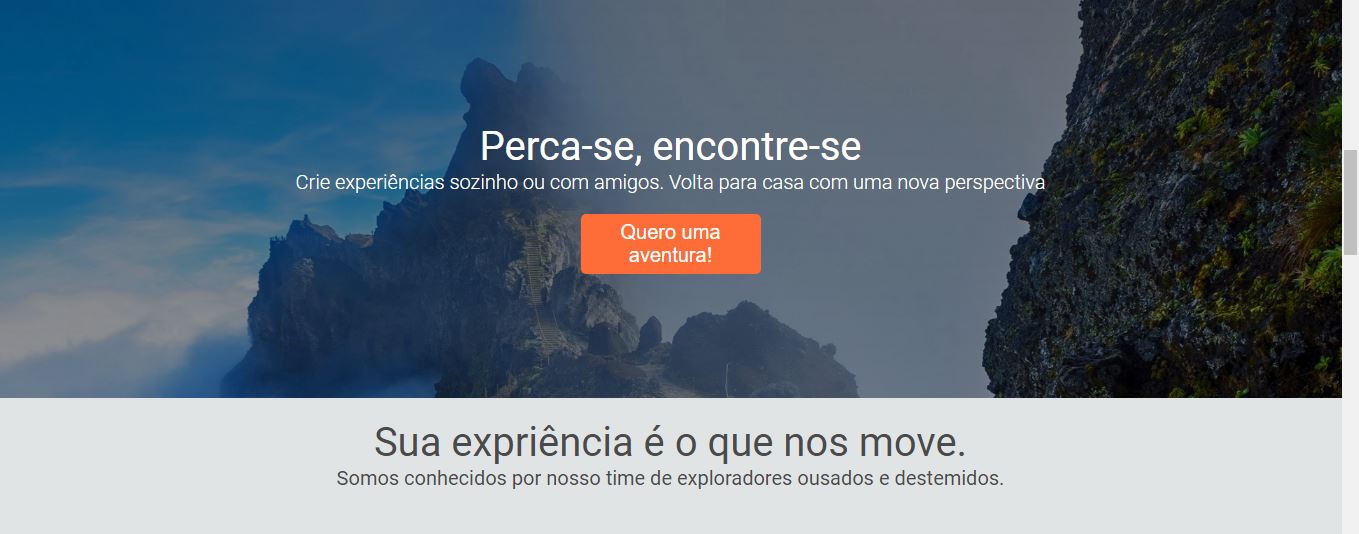 Perca-se, encontre-se
Crie experiências sozinho ou com amigos. Volta para casa com uma nova perspectiva
Quero uma
aventura!
Sua expriência é o que nos move.
Somos conhecidos por nosso time de exploradores ousados e destemidos.